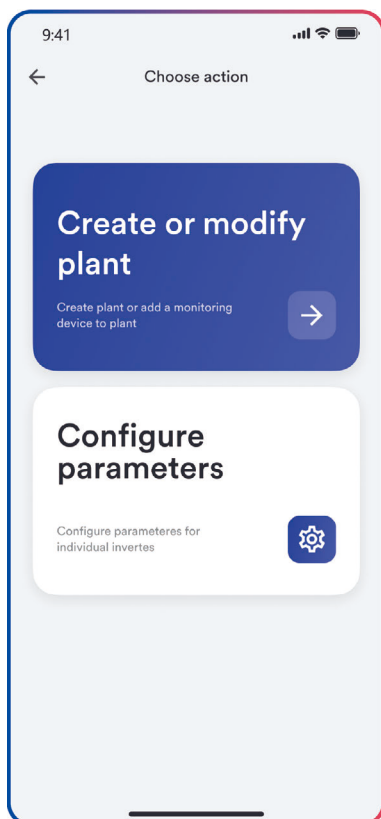 9:41
Choose action
Create or modify
plant
Create plant or add a monitoring
device to plant
Configure
parameters
Configure parameteres for
individual invertes